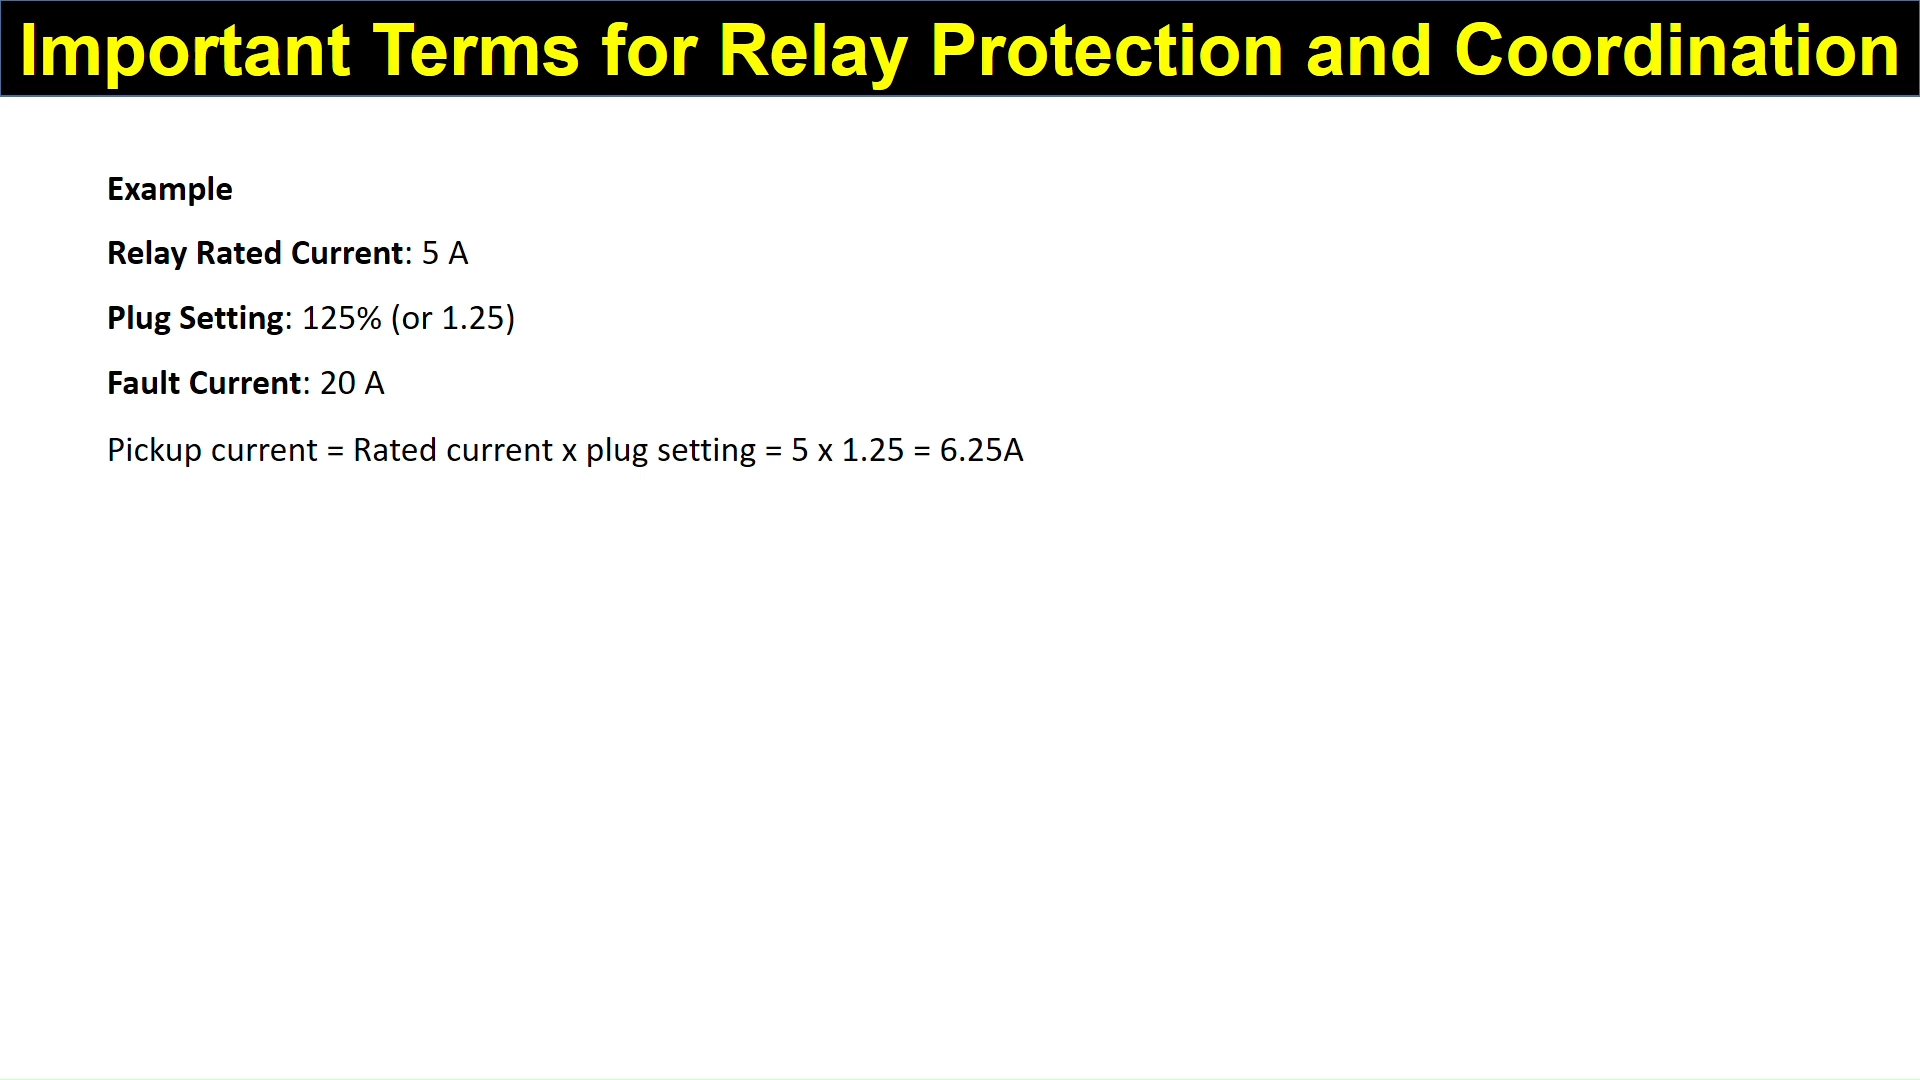 Important Terms for Relay Protection and Coordination
Example
Relay Rated Current: 5 A
Plug Setting: 125% (or 1.25)
Fault Current: 20 A
Pickup current = Rated current x plug setting = 5 x 1.25 = 6.25A